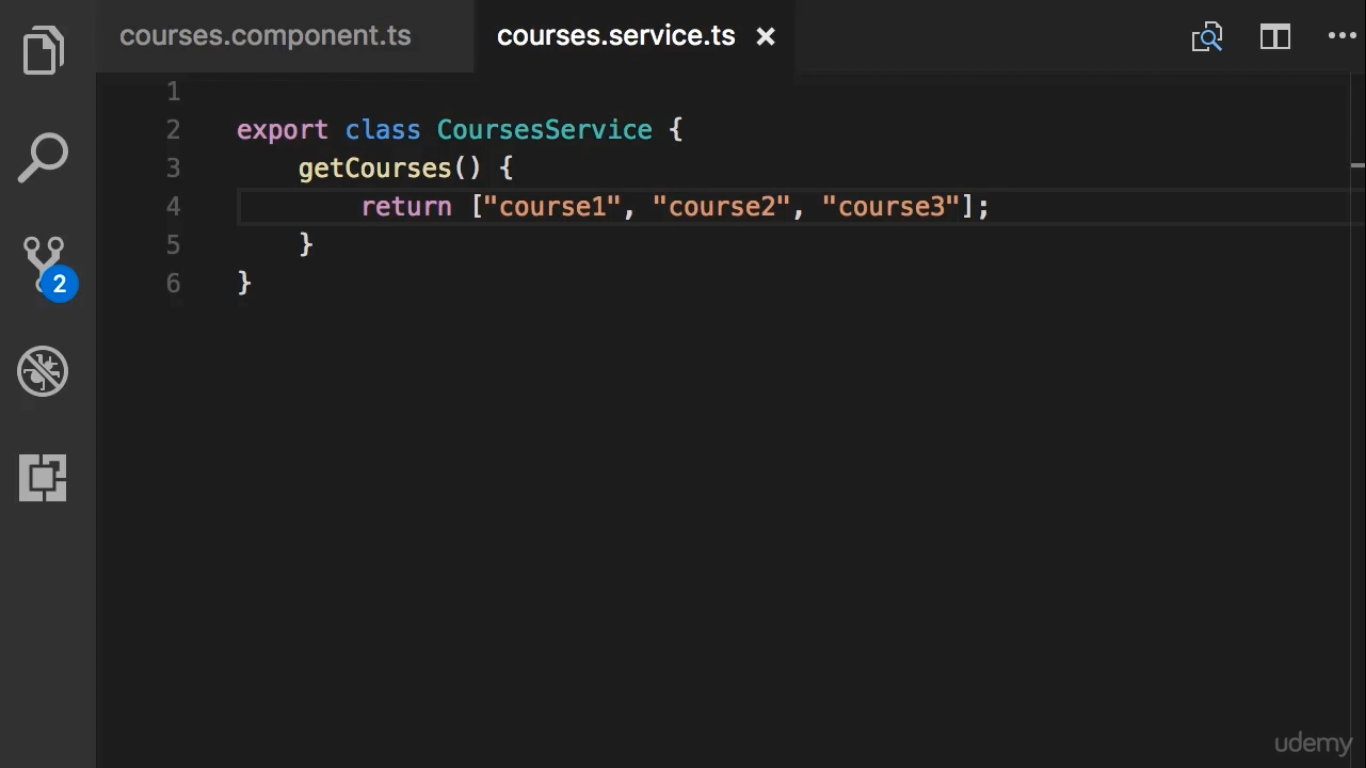 courses.component.ts
courses.service.ts
1
2 export class CoursesService {
3 getCourses() {
4 return ["course1", "course2", "course3"];
5 }
6 }
2
udemy